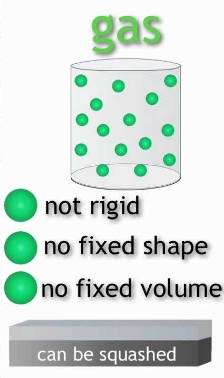 gas
not rigid
no fixed shape
no fixed volume
can be squashed